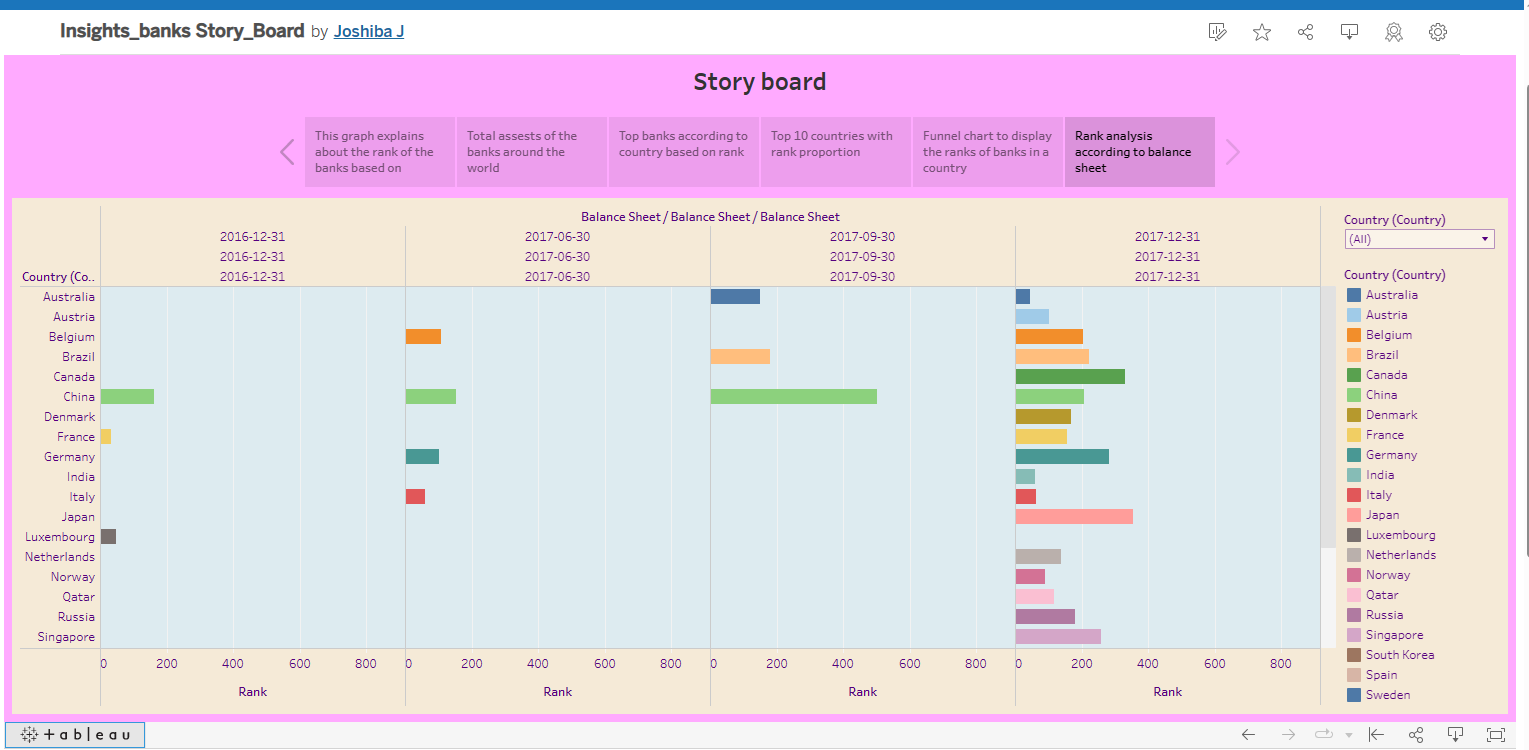 Insights_banks Story_Board by Joshiba J
Story board
This graph explains
about the rank of the
banks based on
Total assests of the
banks around the
world
Top banks according to
country based on rank
Top 10 countries with
rank proportion
Funnel chart to display
the ranks of banks in a
country
Rank analysis
according to balance
sheet
Balance Sheet / Balance Sheet / Balance Sheet
2016-12-31 2017-06-30 2017-09-30 2017-12-31
2016-12-31 2017-06-30 2017-09-30 2017-12-31
Country (Co.. 2016-12-31 2017-06-30 2017-09-30 2017-12-31
Australia
Austria
Belgium
Brazil
Canada
China
Denmark
France
Germany
India
Italy
Japan
Luxembourg
Netherlands
Norway
Qatar
Russia
Singapore
0 200 400 600 800 0 200 400 600 800 0 200 400 600 800 0 200 400 600 800
Rank Rank Rank Rank
Country (Country)
(All)
Country (Country)
Australia
Austria
Belgium
Brazil
Canada
China
Denmark
France
Germany
India
Italy
Japan
Luxembourg
Netherlands
Norway
Qatar
Russia
Singapore
South Korea
Spain
Sweden
+ a b l e a u